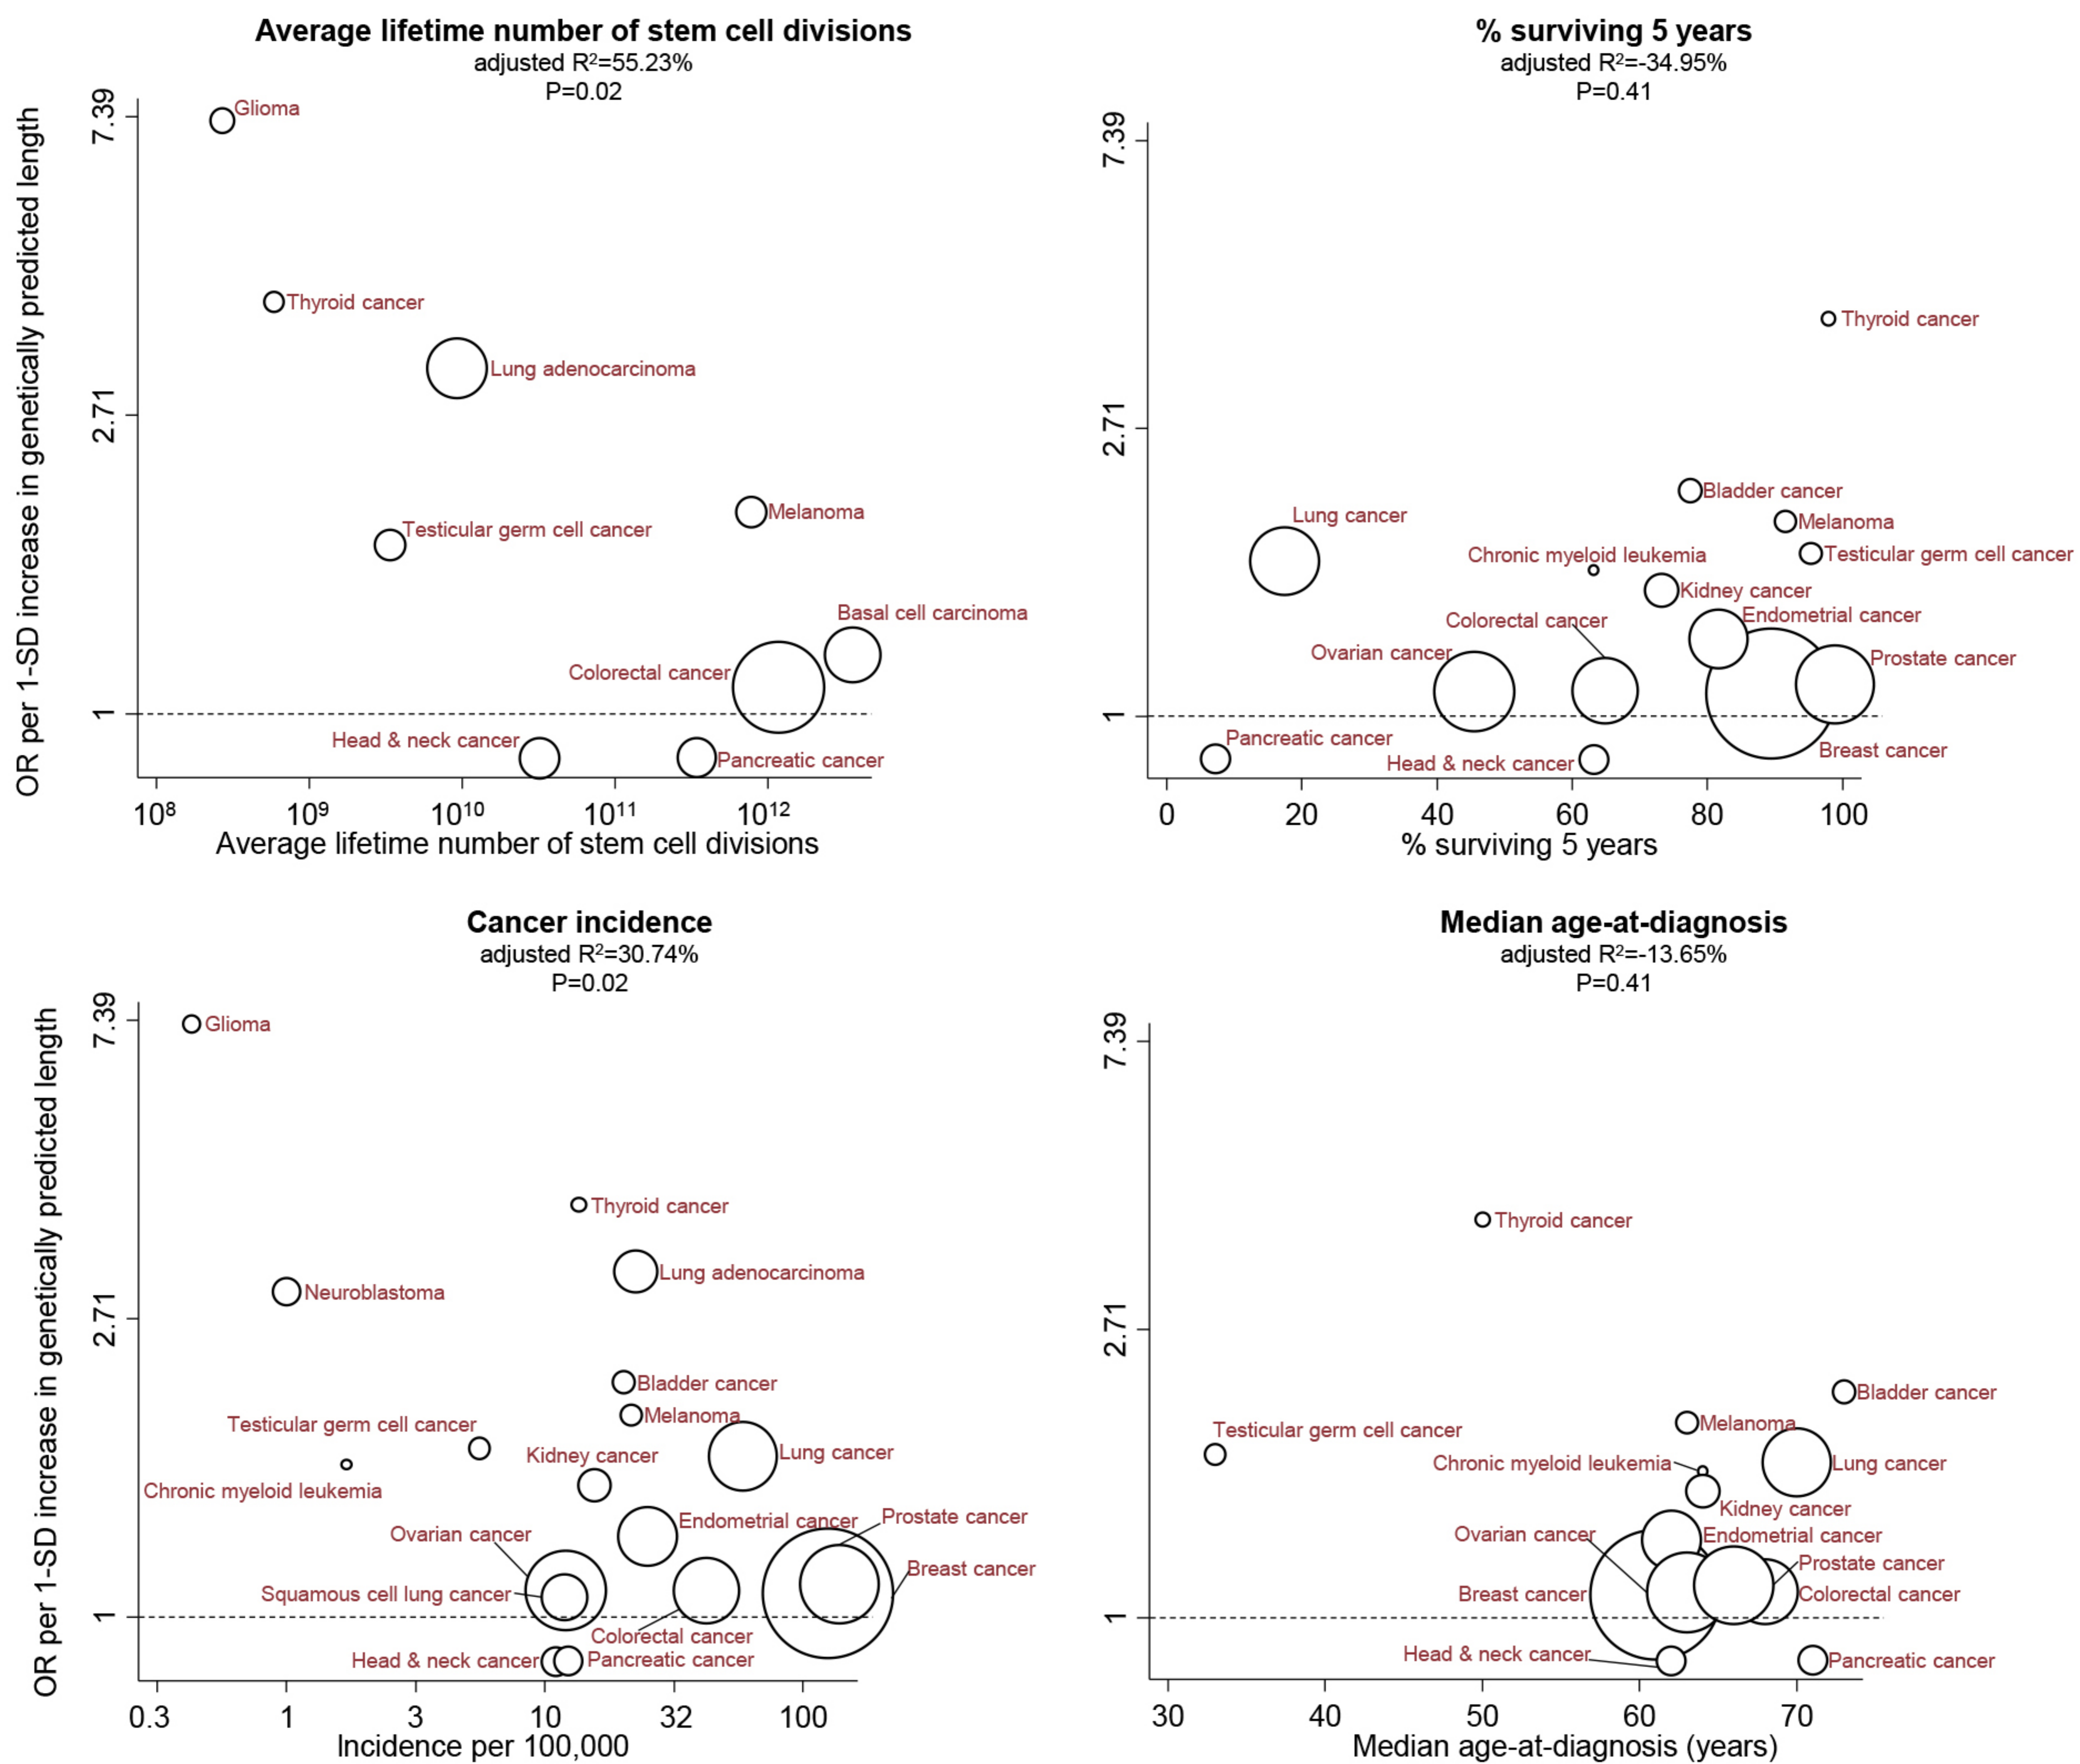 Average lifetime number of stem cell divisions
adjusted R²=55.23%
P=0.02
OR per 1-SD increase in genetically predicted length
7.39
2.71
1
Glioma
Thyroid cancer
Lung adenocarcinoma
Melanoma
Testicular germ cell cancer
Basal cell carcinoma
Colorectal cancer
Head & neck cancer
Pancreatic cancer
10⁸ 10⁹ 10¹⁰ 10¹¹ 10¹²
Average lifetime number of stem cell divisions
% surviving 5 years
adjusted R²=-34.95%
P=0.41
7.39
2.71
1
Thyroid cancer
Bladder cancer
Lung cancer
Melanoma
Chronic myeloid leukemia
Testicular germ cell cancer
Kidney cancer
Endometrial cancer
Colorectal cancer
Ovarian cancer
Prostate cancer
Pancreatic cancer
Breast cancer
Head & neck cancer
0 20 40 60 80 100
% surviving 5 years
Cancer incidence
adjusted R²=30.74%
P=0.02
OR per 1-SD increase in genetically predicted length
7.39
2.71
1
Glioma
Thyroid cancer
Lung adenocarcinoma
Neuroblastoma
Bladder cancer
Melanoma
Testicular germ cell cancer
Kidney cancer
Lung cancer
Chronic myeloid leukemia
Endometrial cancer
Prostate cancer
Ovarian cancer
Breast cancer
Squamous cell lung cancer
Colorectal cancer
Head & neck cancer
Pancreatic cancer
0.3 1 3 10 32 100
Incidence per 100,000
Median age-at-diagnosis
adjusted R²=-13.65%
P=0.41
7.39
2.71
1
Thyroid cancer
Bladder cancer
Melanoma
Testicular germ cell cancer
Chronic myeloid leukemia
Lung cancer
Kidney cancer
Ovarian cancer
Endometrial cancer
Prostate cancer
Breast cancer
Colorectal cancer
Head & neck cancer
Pancreatic cancer
30 40 50 60 70
Median age-at-diagnosis (years)